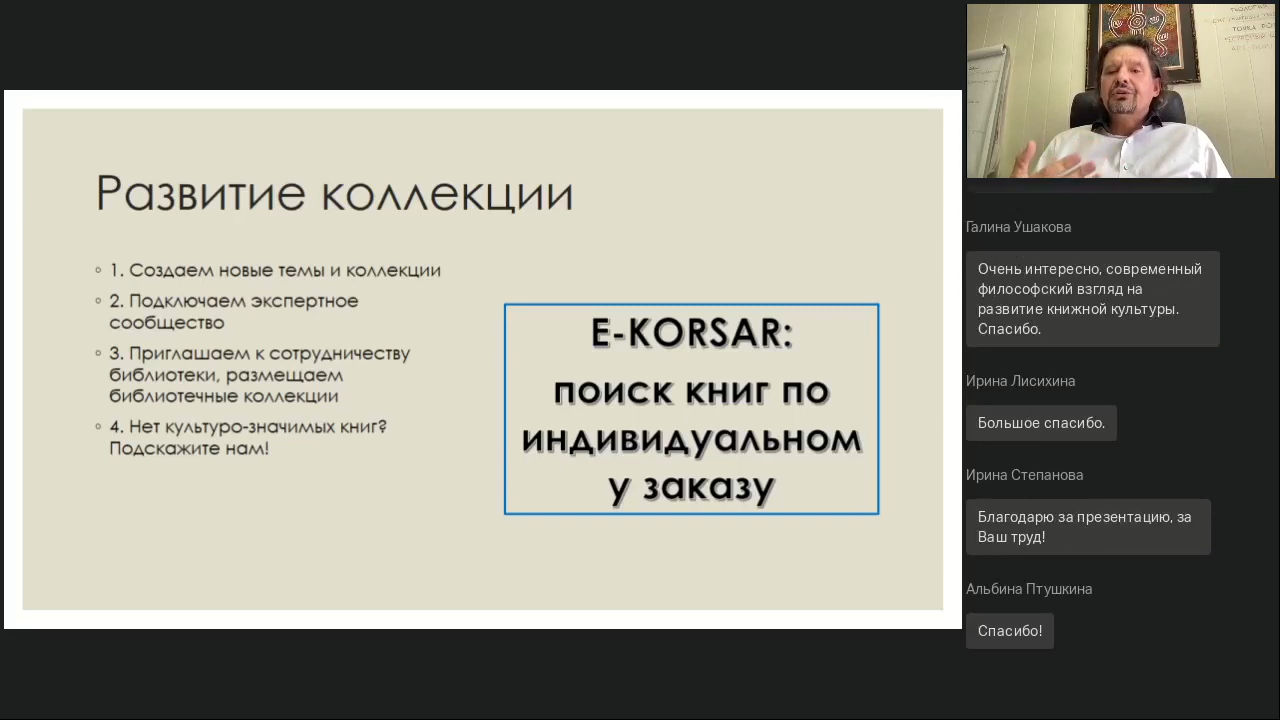 Развитие коллекции
◦ 1. Создаем новые темы и коллекции
◦ 2. Подключаем экспертное
сообщество
◦ 3. Приглашаем к сотрудничеству
библиотеки, размещаем
библиотечные коллекции
◦ 4. Нет культуро-значимых книг?
Подскажите нам!
E-KORSAR:
поиск книг по
индивидуальном
у заказу
Галина Ушакова
Очень интересно, современный
философский взгляд на
развитие книжной культуры.
Спасибо.
Ирина Лисихина
Большое спасибо.
Ирина Степанова
Благодарю за презентацию, за
Ваш труд!
Альбина Птушкина
Спасибо!